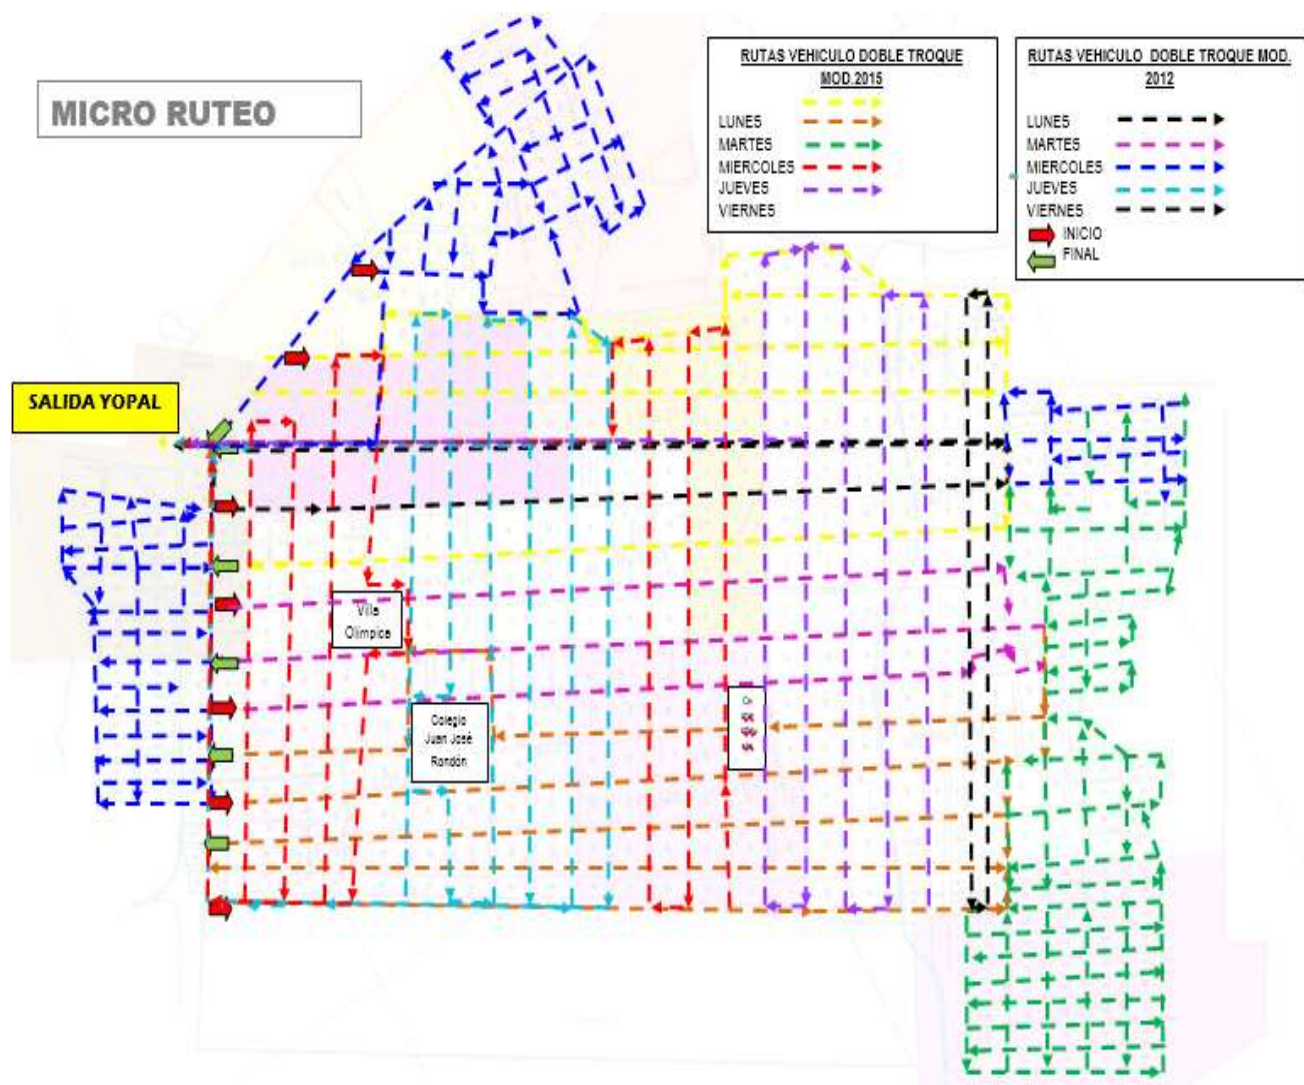 MICRO RUTEO
RUTAS VEHICULO DOBLE TROQUE
MOD.2015
LUNES
MARTES
MIERCOLES
JUEVES
VIERNES
RUTAS VEHICULO DOBLE TROQUE MOD.
2012
LUNES
MARTES
MIERCOLES
JUEVES
VIERNES
INICIO
FINAL
SALIDA YOPAL
Villa
Olimpica
Colegio
Juan José
Rondón